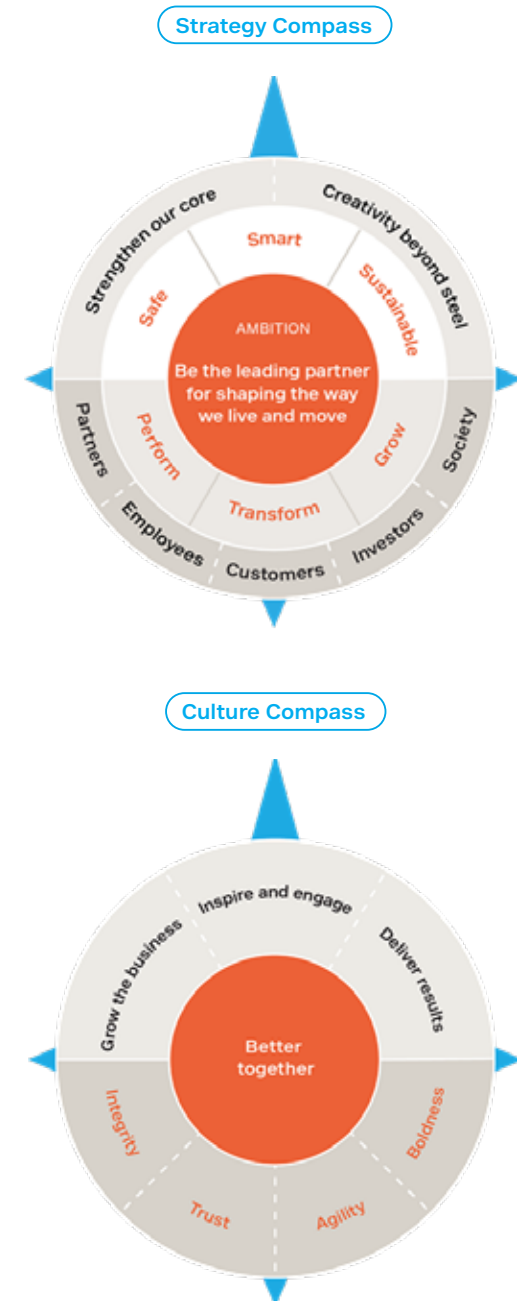 Strategy Compass
Strengthen our core
Creativity beyond steel
Safe
Smart
Sustainable
AMBITION
Be the leading partner
for shaping the way
we live and move
Perform
Transform
Grow
Partners
Employees
Customers
Investors
Society
Culture Compass
Grow the business
Inspire and engage
Deliver results
Better
together
Integrity
Trust
Agility
Boldness